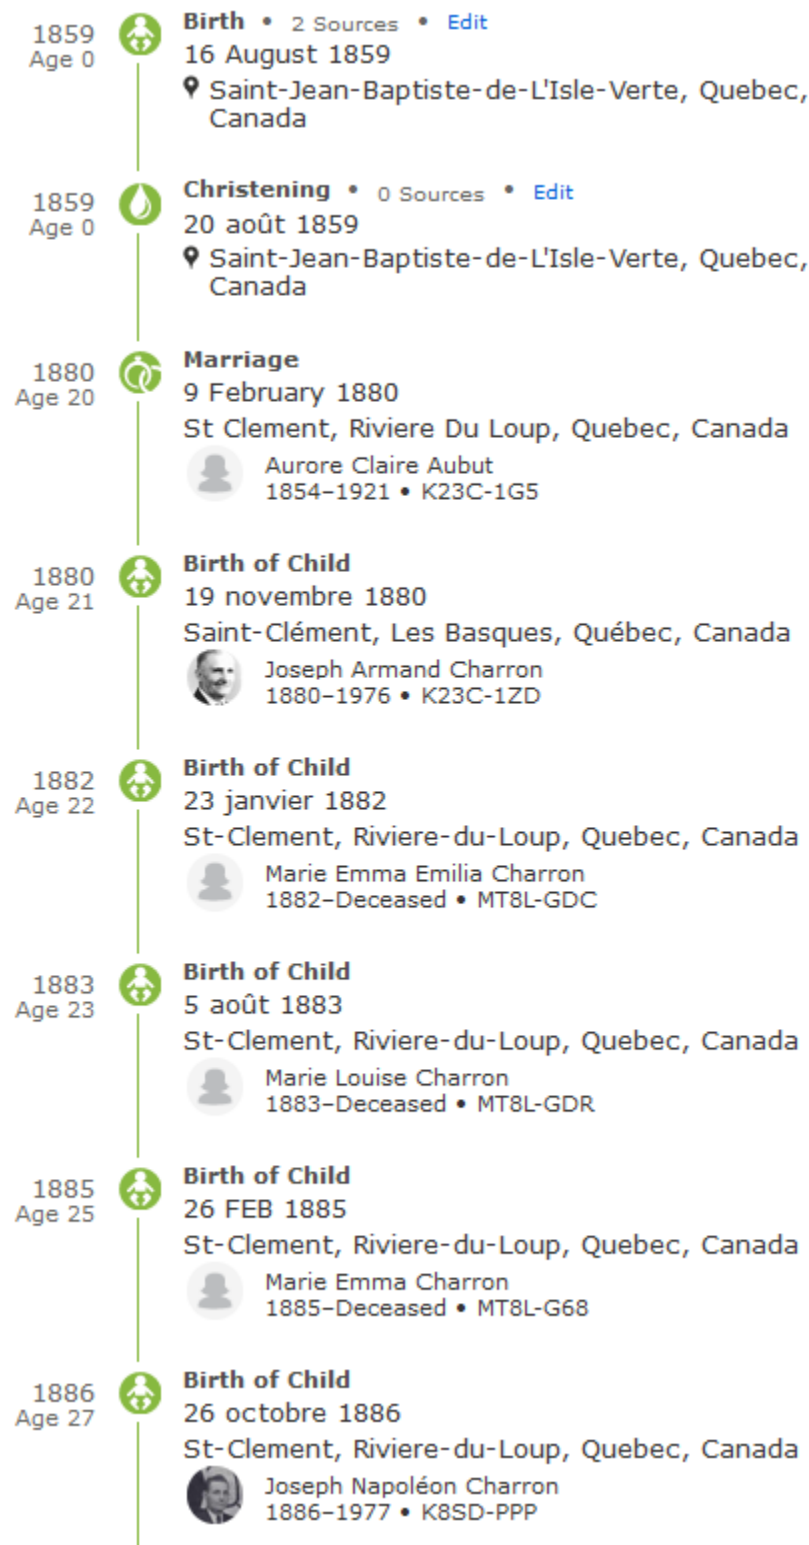 1859
Age 0
Birth • 2 Sources • Edit
16 August 1859
Saint-Jean-Baptiste-de-L'Isle-Verte, Quebec,
Canada
1859
Age 0
Christening • 0 Sources • Edit
20 août 1859
Saint-Jean-Baptiste-de-L'Isle-Verte, Quebec,
Canada
1880
Age 20
Marriage
9 February 1880
St Clement, Riviere Du Loup, Quebec, Canada
Aurore Claire Aubut
1854–1921 • K23C-1G5
1880
Age 21
Birth of Child
19 novembre 1880
Saint-Clément, Les Basques, Québec, Canada
Joseph Armand Charron
1880–1976 • K23C-1ZD
1882
Age 22
Birth of Child
23 janvier 1882
St-Clement, Riviere-du-Loup, Quebec, Canada
Marie Emma Emilia Charron
1882–Deceased • MT8L-GDC
1883
Age 23
Birth of Child
5 août 1883
St-Clement, Riviere-du-Loup, Quebec, Canada
Marie Louise Charron
1883–Deceased • MT8L-GDR
1885
Age 25
Birth of Child
26 FEB 1885
St-Clement, Riviere-du-Loup, Quebec, Canada
Marie Emma Charron
1885–Deceased • MT8L-G68
1886
Age 27
Birth of Child
26 octobre 1886
St-Clement, Riviere-du-Loup, Quebec, Canada
Joseph Napoléon Charron
1886–1977 • K8SD-PPP